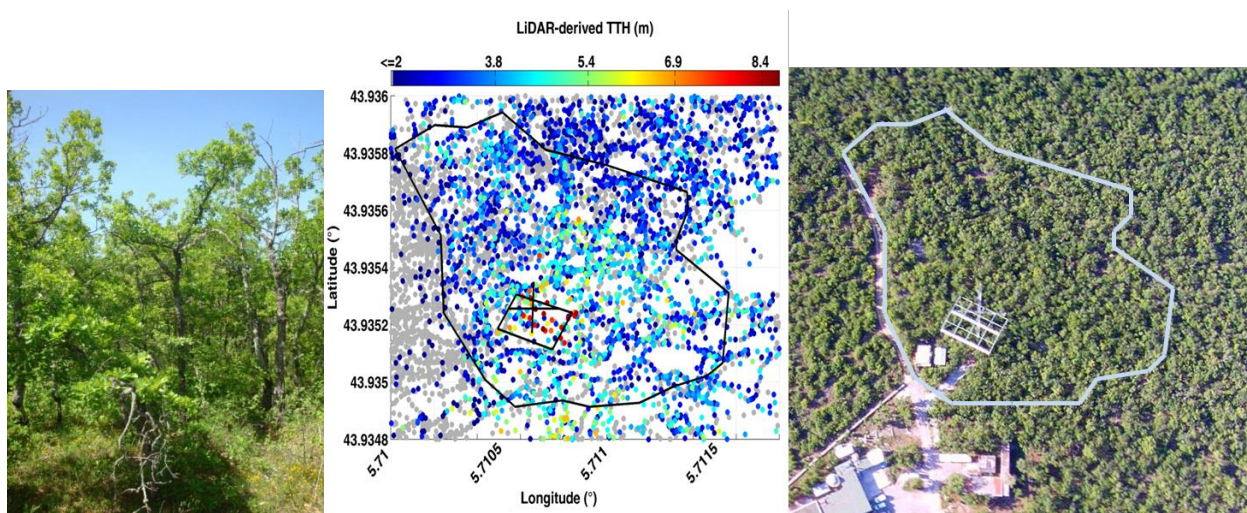 LiDAR-derived TTH (m)
<=2 3.8 5.4 6.9 8.4
43.936
43.9358
43.9356
43.9354
43.9352
43.935
43.9348
Latitude (°)
5.71 5.7105 5.711 5.7115
Longitude (°)